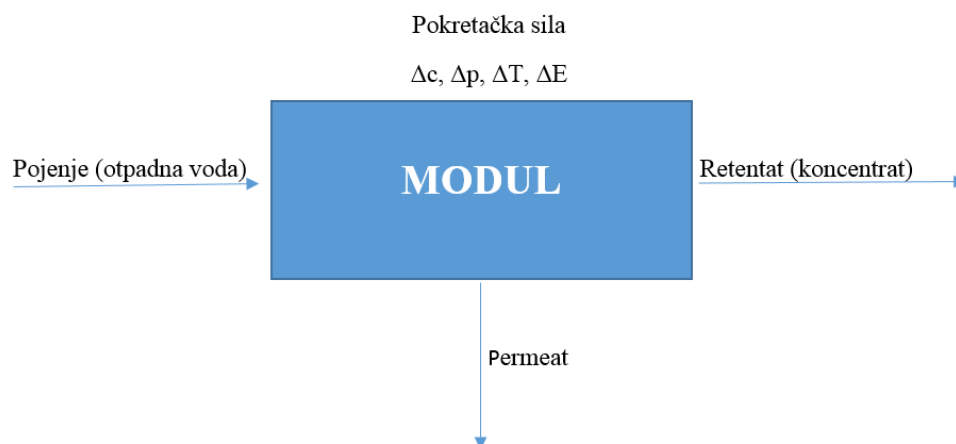 Pokretačka sila
Δc, Δp, ΔT, ΔE
Pojenje (otpadna voda)
MODUL
Retentat (koncentrat)
Permeat